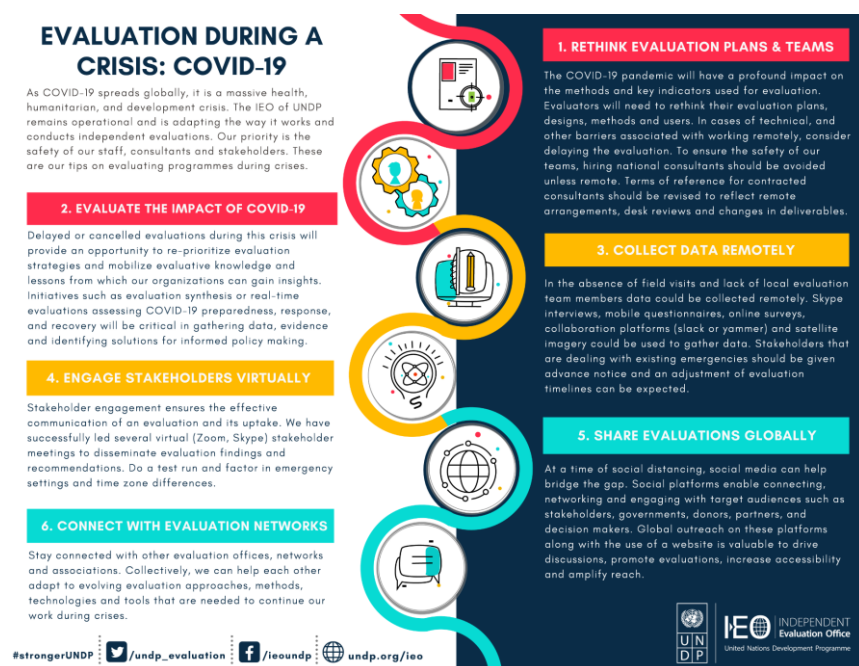 EVALUATION DURING A
CRISIS: COVID-19
As COVID-19 spreads globally, it is a massive health,
humanitarian, and development crisis. The IEO of UNDP
remains operational and is adapting the way it works and
conducts independent evaluations. Our priority is the
safety of our staff, consultants and stakeholders. These
are our tips on evaluating programmes during crises.
1. RETHINK EVALUATION PLANS & TEAMS
The COVID-19 pandemic will have a profound impact on
the methods and key indicators used for evaluation.
Evaluators will need to rethink their evaluation plans,
designs, methods and users. In cases of technical, and
other barriers associated with working remotely, consider
delaying the evaluation. To ensure the safety of our
teams, hiring national consultants should be avoided
unless remote. Terms of reference for contracted
consultants should be revised to reflect remote
arrangements, desk reviews and changes in deliverables.
2. EVALUATE THE IMPACT OF COVID-19
Delayed or cancelled evaluations during this crisis will
provide an opportunity to re-prioritize evaluation
strategies and mobilize evaluative knowledge and
lessons from which our organizations can gain insights.
Initiatives such as evaluation synthesis or real-time
evaluations assessing COVID-19 preparedness, response,
and recovery will be critical in gathering data, evidence
and identifying solutions for informed policy making.
3. COLLECT DATA REMOTELY
In the absence of field visits and lack of local evaluation
team members data could be collected remotely. Skype
interviews, mobile questionnaires, online surveys,
collaboration platforms (slack or yammer) and satellite
imagery could be used to gather data. Stakeholders that
are dealing with existing emergencies should be given
advance notice and an adjustment of evaluation
timelines can be expected.
4. ENGAGE STAKEHOLDERS VIRTUALLY
Stakeholder engagement ensures the effective
communication of an evaluation and its uptake. We have
successfully led several virtual (Zoom, Skype) stakeholder
meetings to disseminate evaluation findings and
recommendations. Do a test run and factor in emergency
settings and time zone differences.
5. SHARE EVALUATIONS GLOBALLY
At a time of social distancing, social media can help
bridge the gap. Social platforms enable connecting,
networking and engaging with target audiences such as
stakeholders, governments, donors, partners, and
decision makers. Global outreach on these platforms
along with the use of a website is valuable to drive
discussions, promote evaluations, increase accessibility
and amplify reach.
6. CONNECT WITH EVALUATION NETWORKS
Stay connected with other evaluation offices, networks
and associations. Collectively, we can help each other
adapt to evolving evaluation approaches, methods,
technologies and tools that are needed to continue our
work during crises.
#strongerUNDP /undp_evaluation /ieoundp undp.org/ieo
UN
DP
IEO
INDEPENDENT
Evaluation Office
United Nations Development Programme